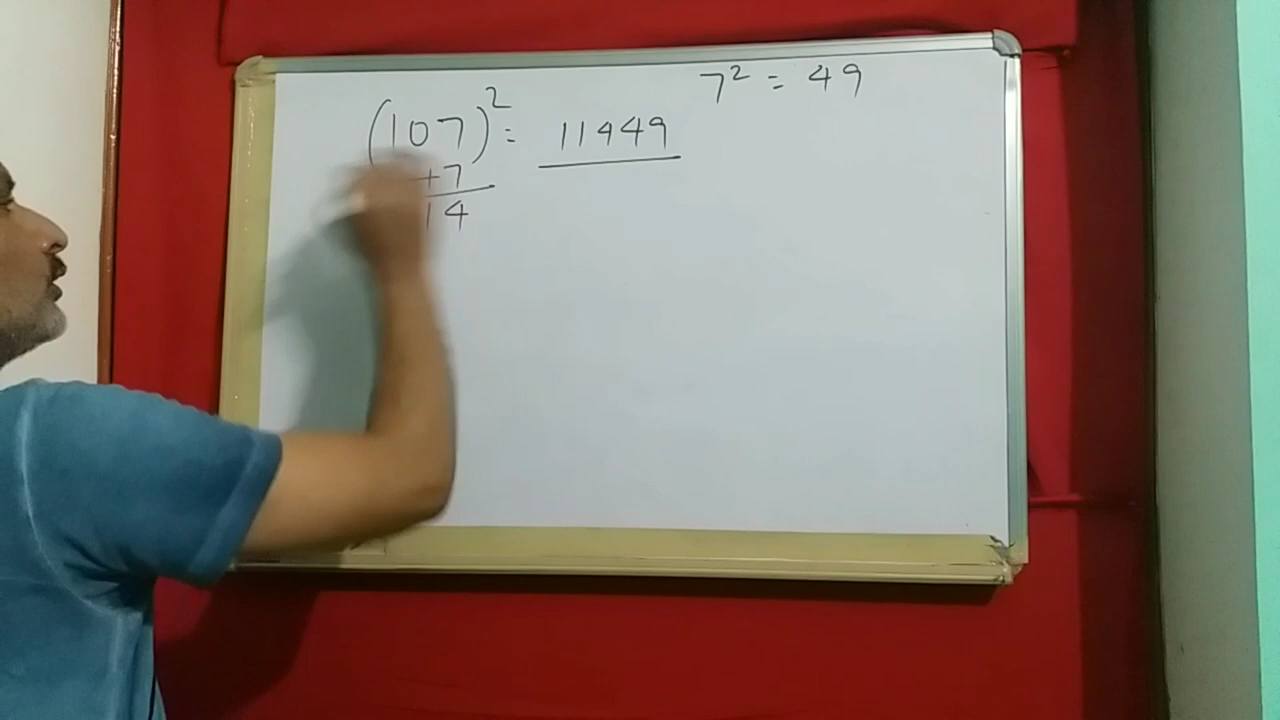 7² = 49
(107)² = 11449
+7
14